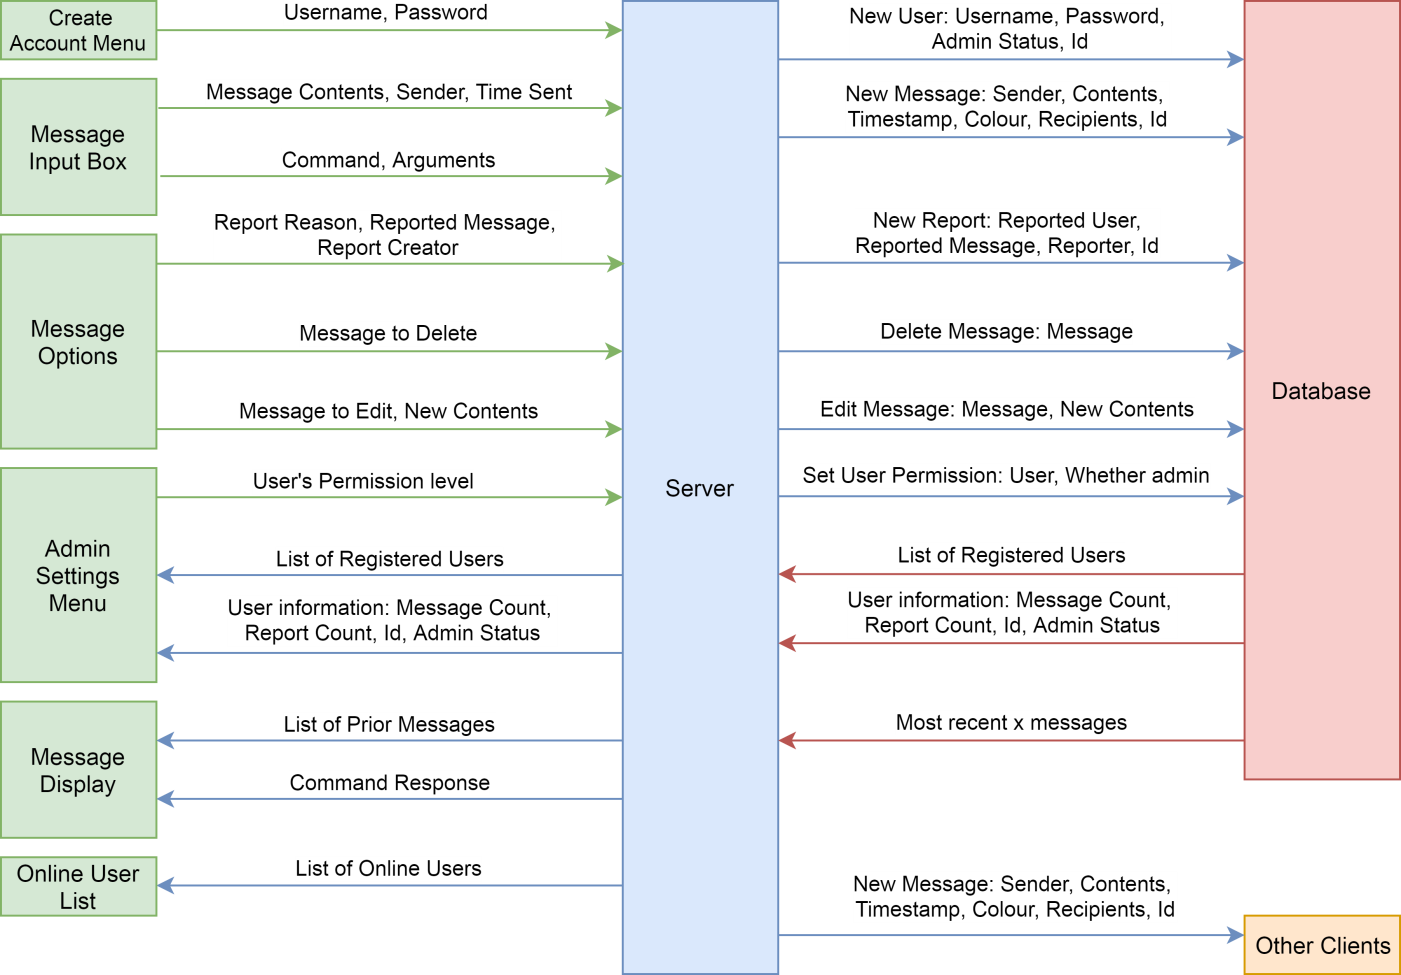 Create
Account Menu
Username, Password
New User: Username, Password,
Admin Status, Id
Message
Input Box
Message Contents, Sender, Time Sent
New Message: Sender, Contents,
Timestamp, Colour, Recipients, Id
Command, Arguments
Message
Options
Report Reason, Reported Message,
Report Creator
New Report: Reported User,
Reported Message, Reporter, Id
Message to Delete
Delete Message: Message
Message to Edit, New Contents
Edit Message: Message, New Contents
Server
Database
Admin
Settings
Menu
User's Permission level
Set User Permission: User, Whether admin
List of Registered Users
List of Registered Users
User information: Message Count,
Report Count, Id, Admin Status
User information: Message Count,
Report Count, Id, Admin Status
Message
Display
List of Prior Messages
Most recent x messages
Command Response
Online User
List
List of Online Users
New Message: Sender, Contents,
Timestamp, Colour, Recipients, Id
Other Clients